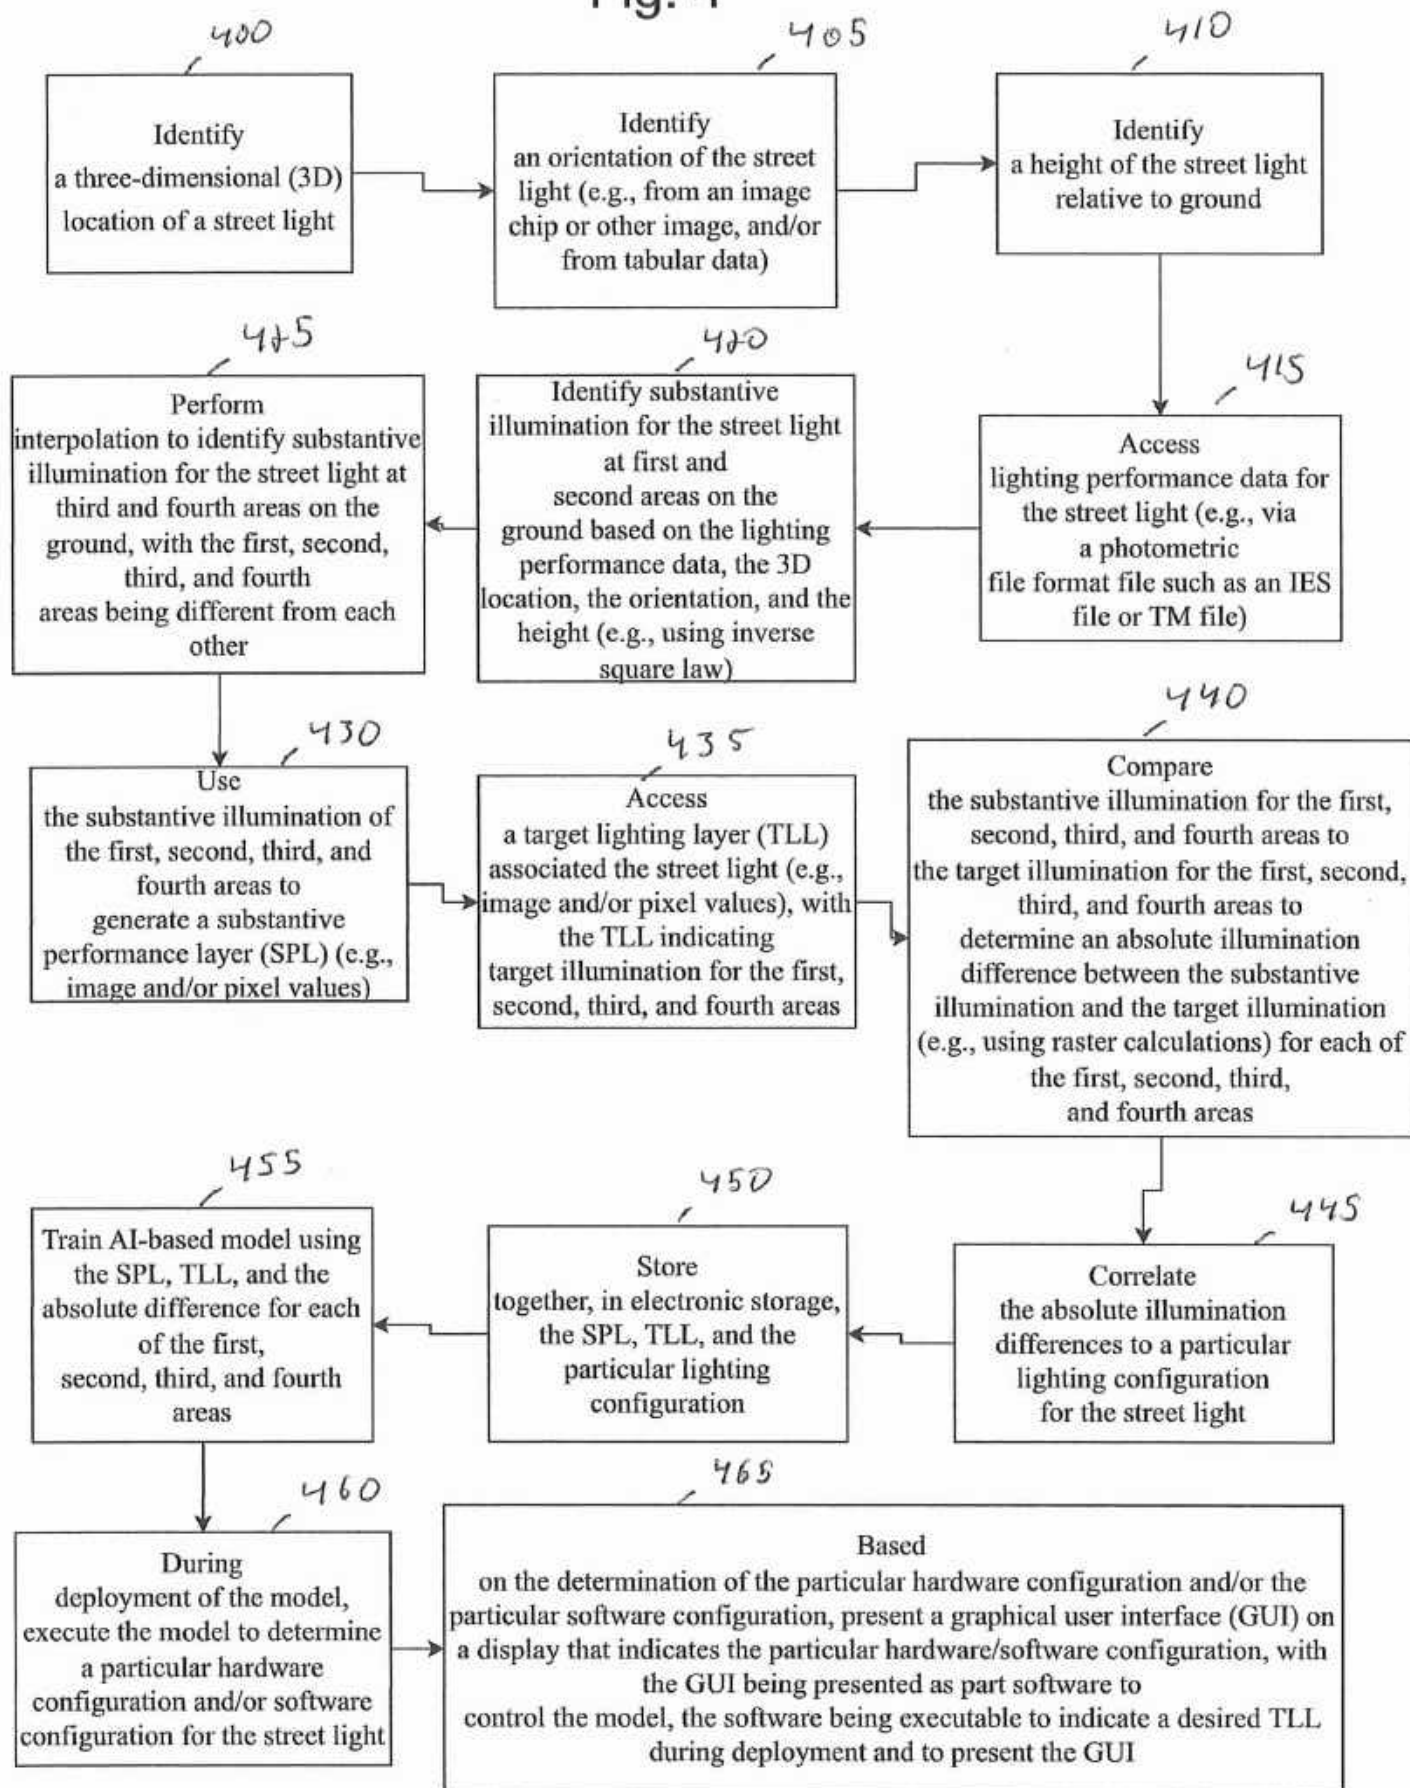 Fig. 4
400
Identify
a three-dimensional (3D)
location of a street light
405
Identify
an orientation of the street
light (e.g., from an image
chip or other image, and/or
from tabular data)
410
Identify
a height of the street light
relative to ground
415
Access
lighting performance data for
the street light (e.g., via
a photometric
file format file such as an IES
file or TM file)
420
Identify substantive
illumination for the street light
at first and
second areas on the
ground based on the lighting
performance data, the 3D
location, the orientation, and the
height (e.g., using inverse
square law)
425
Perform
interpolation to identify substantive
illumination for the street light at
third and fourth areas on the
ground, with the first, second,
third, and fourth
areas being different from each
other
430
Use
the substantive illumination of
the first, second, third, and
fourth areas to
generate a substantive
performance layer (SPL) (e.g.,
image and/or pixel values)
435
Access
a target lighting layer (TLL)
associated the street light (e.g.,
image and/or pixel values), with
the TLL indicating
target illumination for the first,
second, third, and fourth areas
440
Compare
the substantive illumination for the first,
second, third, and fourth areas to
the target illumination for the first, second,
third, and fourth areas to
determine an absolute illumination
difference between the substantive
illumination and the target illumination
(e.g., using raster calculations) for each of
the first, second, third,
and fourth areas
445
Correlate
the absolute illumination
differences to a particular
lighting configuration
for the street light
450
Store
together, in electronic storage,
the SPL, TLL, and the
particular lighting
configuration
455
Train AI-based model using
the SPL, TLL, and the
absolute difference for each
of the first,
second, third, and fourth
areas
460
During
deployment of the model,
execute the model to determine
a particular hardware
configuration and/or software
configuration for the street light
465
Based
on the determination of the particular hardware configuration and/or the
particular software configuration, present a graphical user interface (GUI) on
a display that indicates the particular hardware/software configuration, with
the GUI being presented as part software to
control the model, the software being executable to indicate a desired TLL
during deployment and to present the GUI